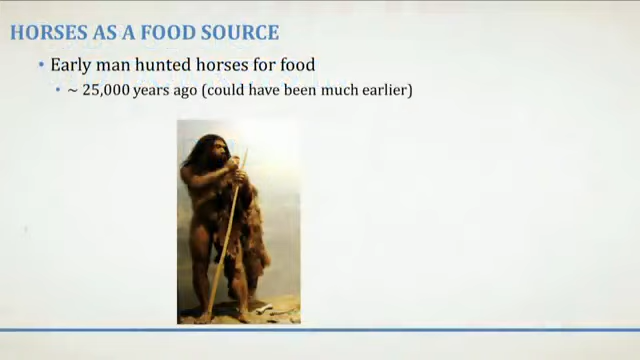 HORSES AS A FOOD SOURCE
• Early man hunted horses for food
• ~ 25,000 years ago (could have been much earlier)